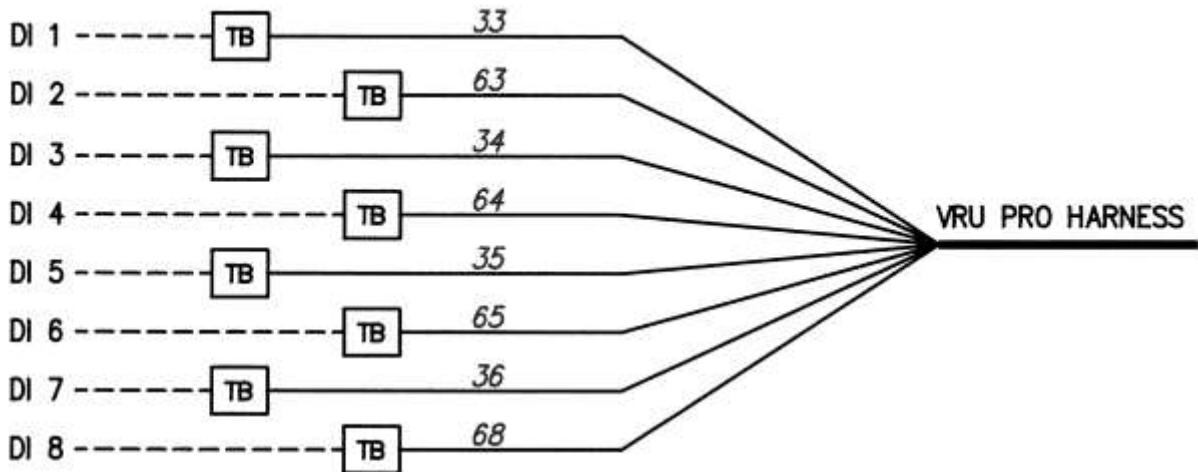 DI 1 TB 33
DI 2 TB 63
DI 3 TB 34
DI 4 TB 64
VRU PRO HARNESS
DI 5 TB 35
DI 6 TB 65
DI 7 TB 36
DI 8 TB 68